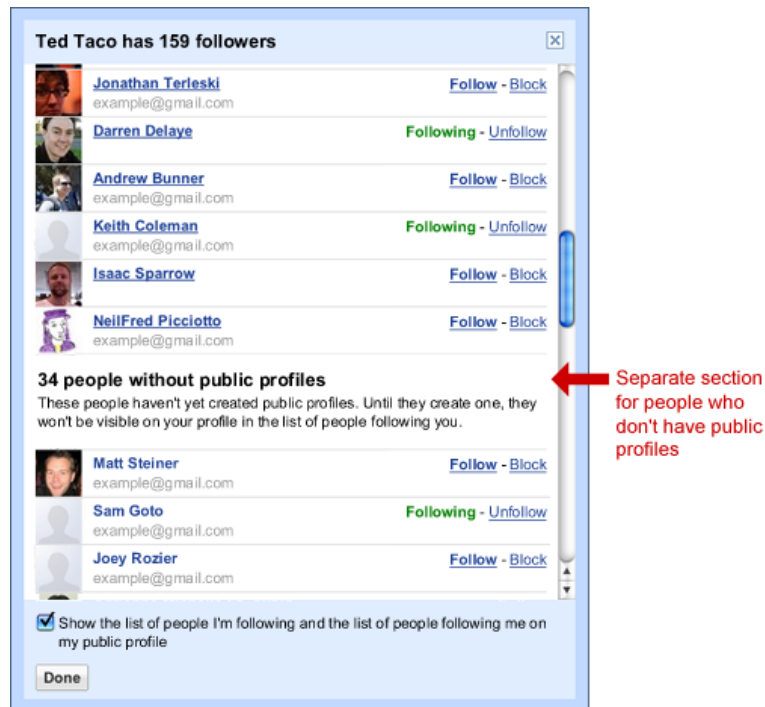 Ted Taco has 159 followers
Jonathan Terleski Follow - Block
example@gmail.com
Darren Delaye Following - Unfollow
Andrew Bunner Follow - Block
example@gmail.com
Keith Coleman Following - Unfollow
example@gmail.com
Isaac Sparrow Follow - Block
NeilFred Picciotto Follow - Block
example@gmail.com
34 people without public profiles
These people haven't yet created public profiles. Until they create one, they
won't be visible on your profile in the list of people following you.
Separate section
for people who
don't have public
profiles
Matt Steiner Follow - Block
example@gmail.com
Sam Goto Following - Unfollow
example@gmail.com
Joey Rozier Follow - Block
example@gmail.com
Show the list of people I'm following and the list of people following me on
my public profile
Done